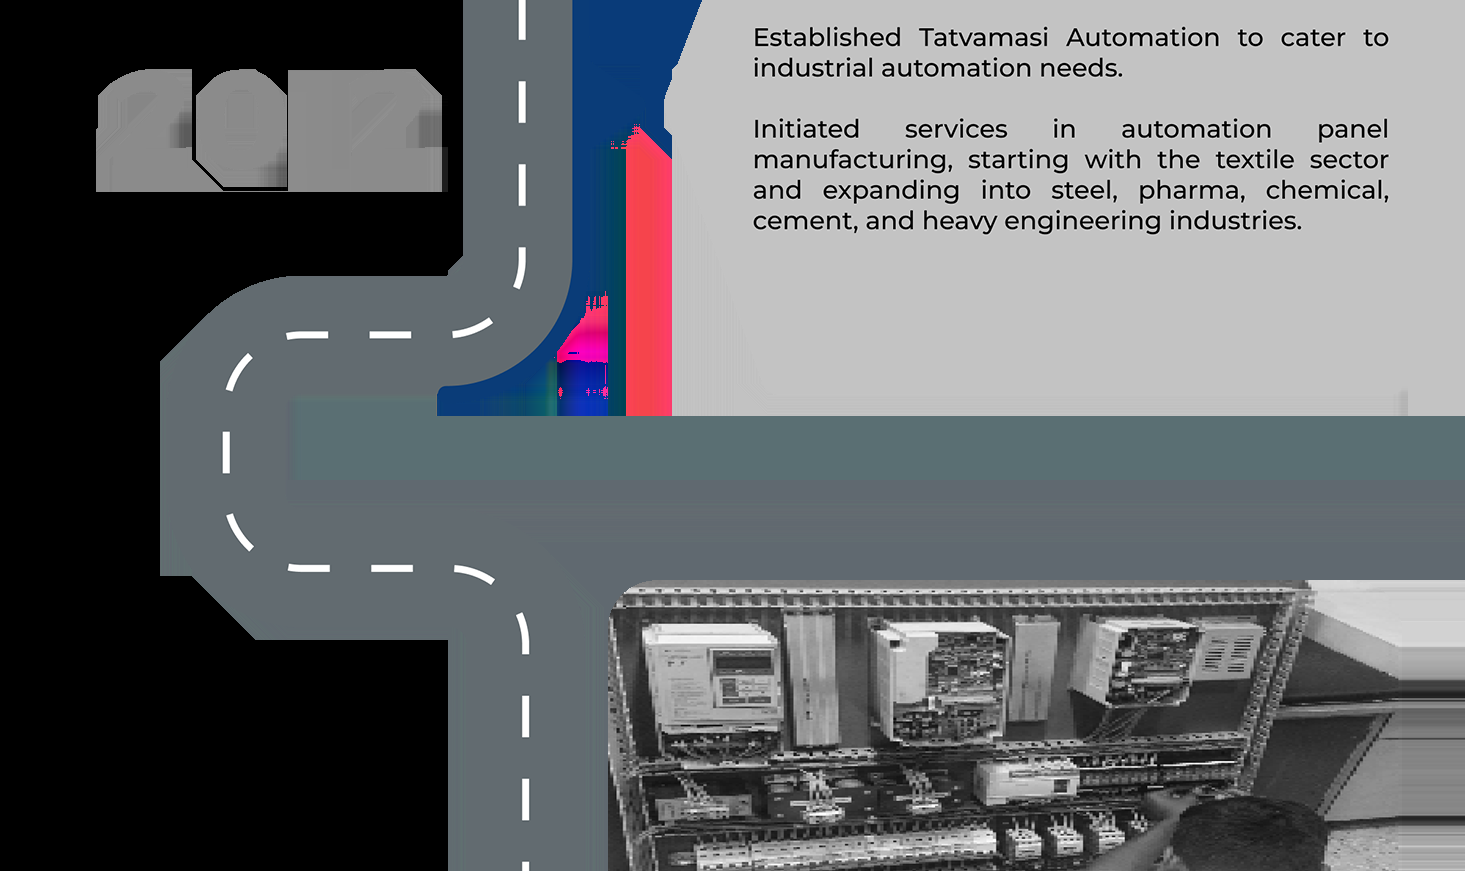 2012
Established Tatvamasi Automation to cater to
industrial automation needs.
Initiated services in automation panel
manufacturing, starting with the textile sector
and expanding into steel, pharma, chemical,
cement, and heavy engineering industries.